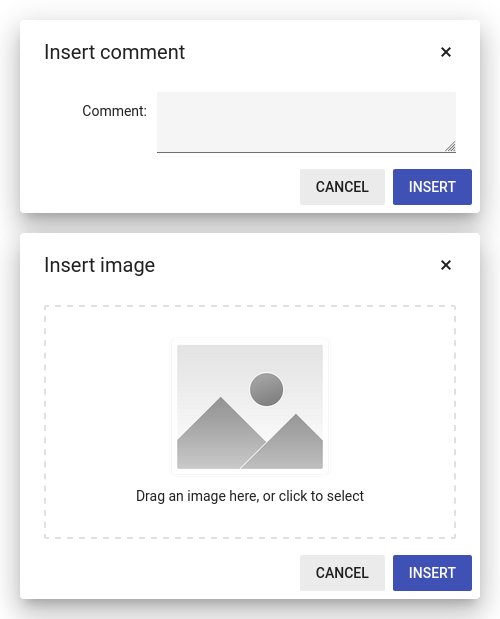 Insert comment ×
Comment:
CANCEL INSERT
Insert image ×
Drag an image here, or click to select
CANCEL INSERT